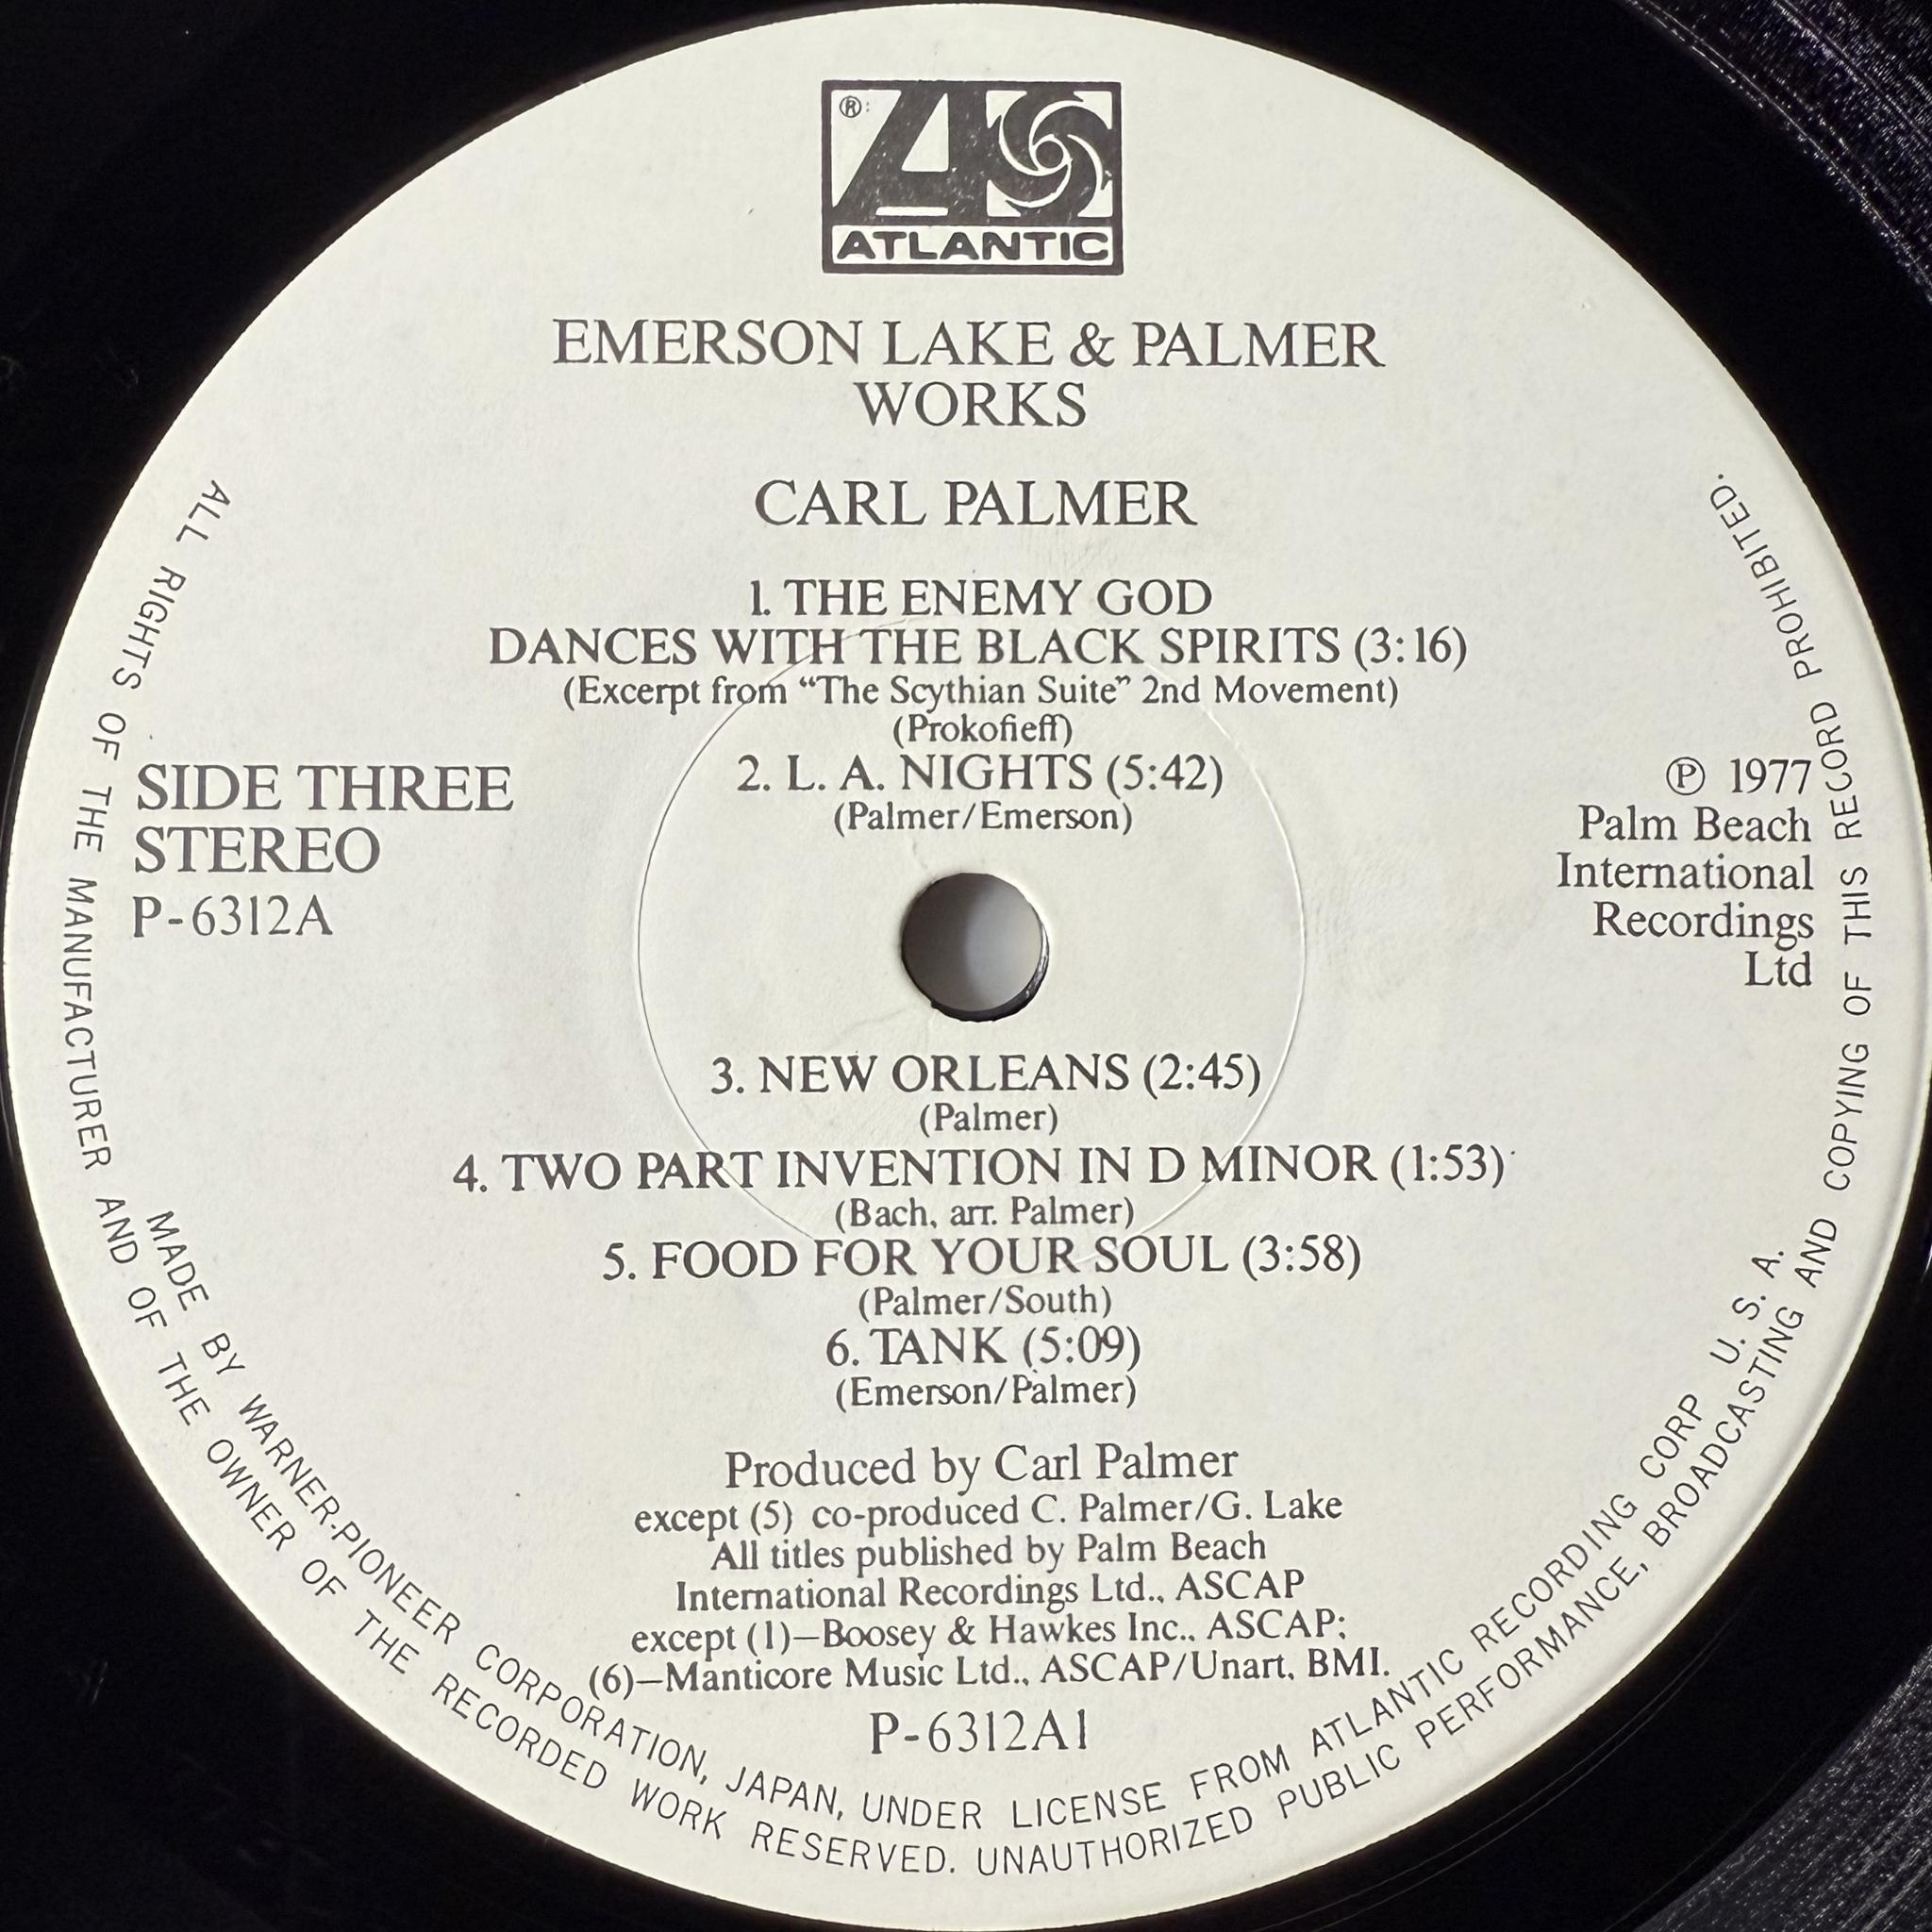 ®
ATLANTIC
EMERSON LAKE & PALMER
WORKS
CARL PALMER
1. THE ENEMY GOD
DANCES WITH THE BLACK SPIRITS (3:16)
(Excerpt from “The Scythian Suite” 2nd Movement)
(Prokofieff)
2. L. A. NIGHTS (5:42)
(Palmer/Emerson)
SIDE THREE
STEREO
P-6312A
℗ 1977
Palm Beach
International
Recordings
Ltd
3. NEW ORLEANS (2:45)
(Palmer)
4. TWO PART INVENTION IN D MINOR (1:53)
(Bach, arr. Palmer)
5. FOOD FOR YOUR SOUL (3:58)
(Palmer/South)
6. TANK (5:09)
(Emerson/Palmer)
Produced by Carl Palmer
except (5) co-produced C. Palmer/G. Lake
All titles published by Palm Beach
International Recordings Ltd., ASCAP
except (1)—Boosey & Hawkes Inc., ASCAP;
(6)—Manticore Music Ltd., ASCAP/Unart, BMI.
P-6312A1
MADE BY WARNER-PIONEER CORPORATION, JAPAN, UNDER LICENSE FROM ATLANTIC RECORDING CORP U. S. A.
ALL RIGHTS OF THE MANUFACTURER AND OF THE OWNER OF THE RECORDED WORK RESERVED. UNAUTHORIZED PUBLIC PERFORMANCE, BROADCASTING AND COPYING OF THIS RECORD PROHIBITED.